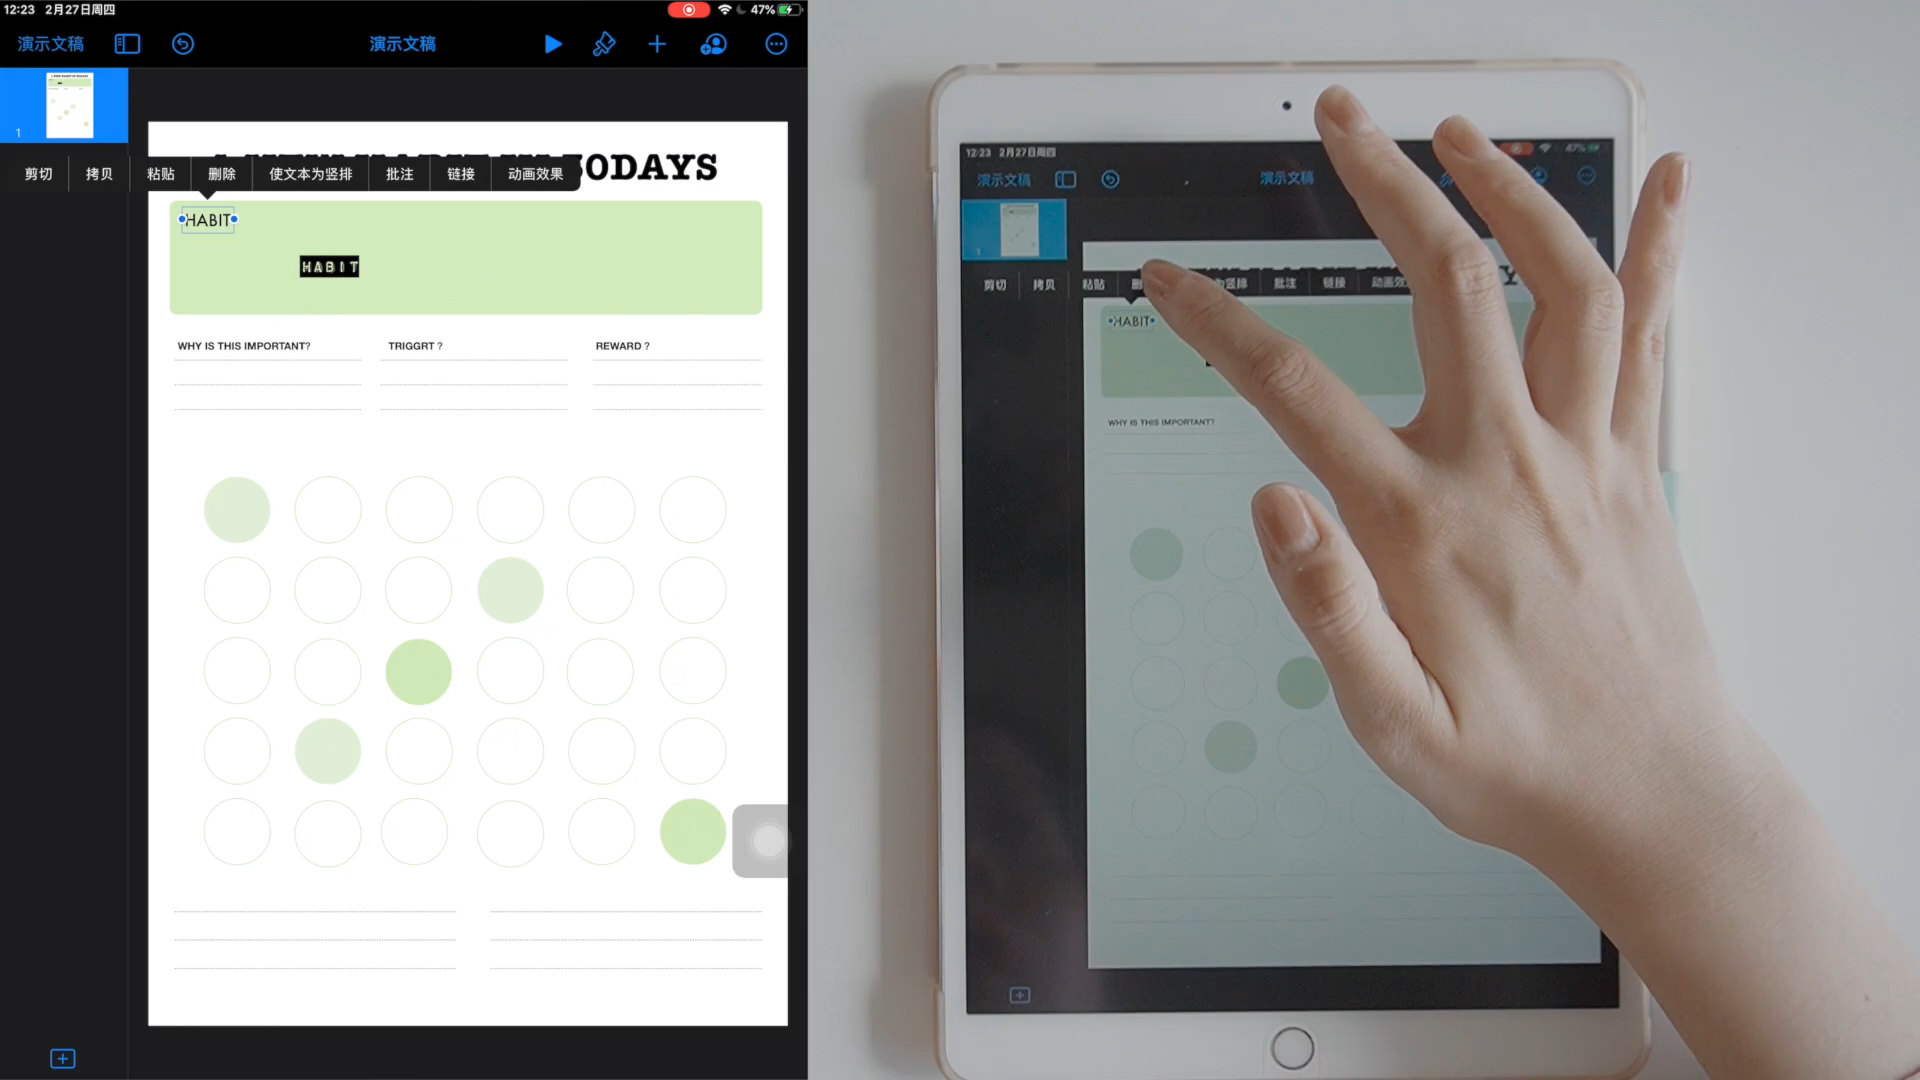 12:23 2月27日周四
47%
演示文稿
演示文稿
1
剪切 拷贝 粘贴 删除 使文本为竖排 批注 链接 动画效果
30DAYS
HABIT
HABIT
WHY IS THIS IMPORTANT?
TRIGGRT ?
REWARD ?
12:23 2月27日周四
47%
演示文稿
演示文稿
剪切 拷贝 粘贴 批注 链接
HABIT
WHY IS THIS IMPORTANT?